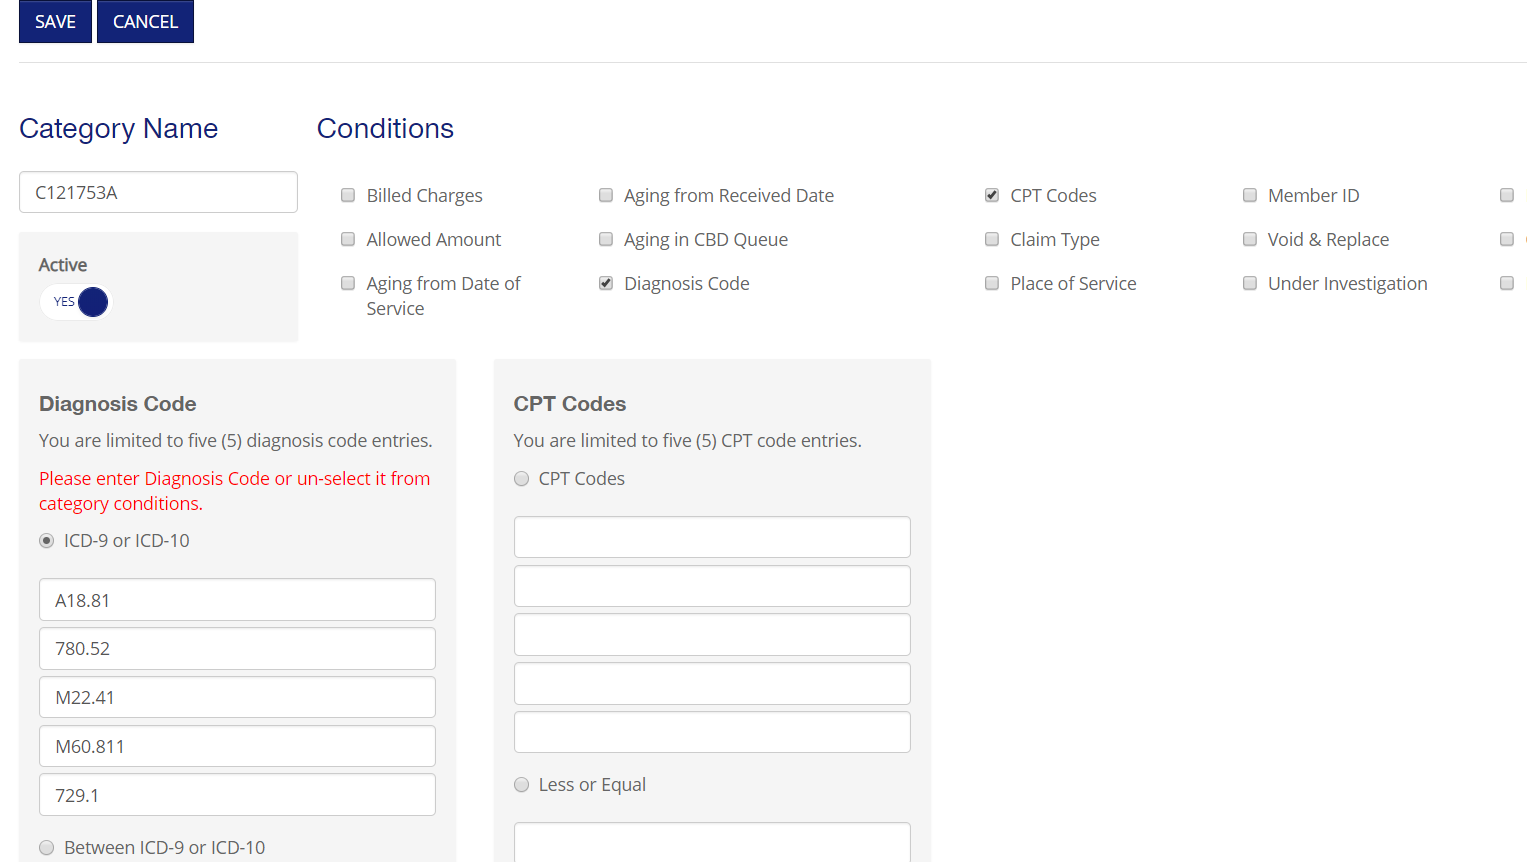 SAVE CANCEL
Category Name Conditions
C121753A
Billed Charges Aging from Received Date CPT Codes Member ID
Allowed Amount Aging in CBD Queue Claim Type Void & Replace
Active
Aging from Date of Service Diagnosis Code Place of Service Under Investigation
YES
Diagnosis Code
You are limited to five (5) diagnosis code entries.
Please enter Diagnosis Code or un-select it from
category conditions.
ICD-9 or ICD-10
A18.81
780.52
M22.41
M60.811
729.1
Between ICD-9 or ICD-10
CPT Codes
You are limited to five (5) CPT code entries.
CPT Codes
Less or Equal